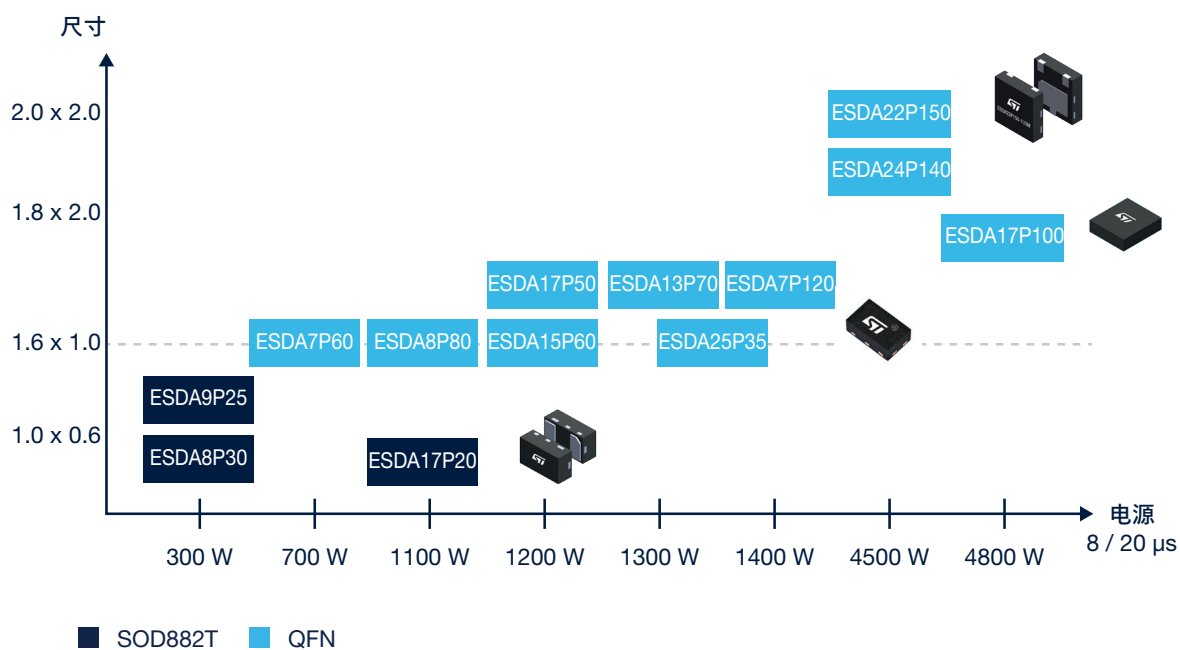 尺寸
2.0 x 2.0
ESDA22P150
ESDA24P140
1.8 x 2.0
ESDA17P100
ESDA17P50
ESDA13P70
ESDA7P120
1.6 x 1.0
ESDA7P60
ESDA8P80
ESDA15P60
ESDA25P35
ESDA9P25
1.0 x 0.6
ESDA8P30
ESDA17P20
电源
8 / 20 µs
300 W
700 W
1100 W
1200 W
1300 W
1400 W
4500 W
4800 W
SOD882T
QFN